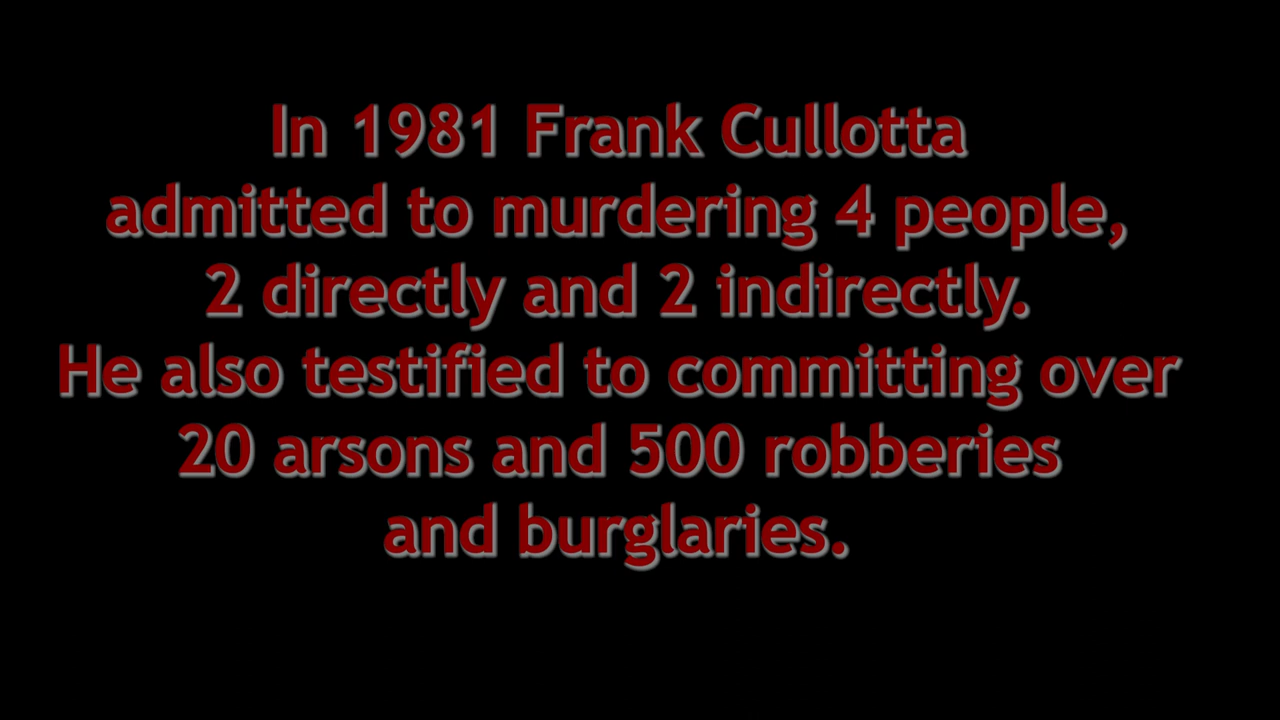 In 1981 Frank Cullotta
admitted to murdering 4 people,
2 directly and 2 indirectly.
He also testified to committing over
20 arsons and 500 robberies
and burglaries.